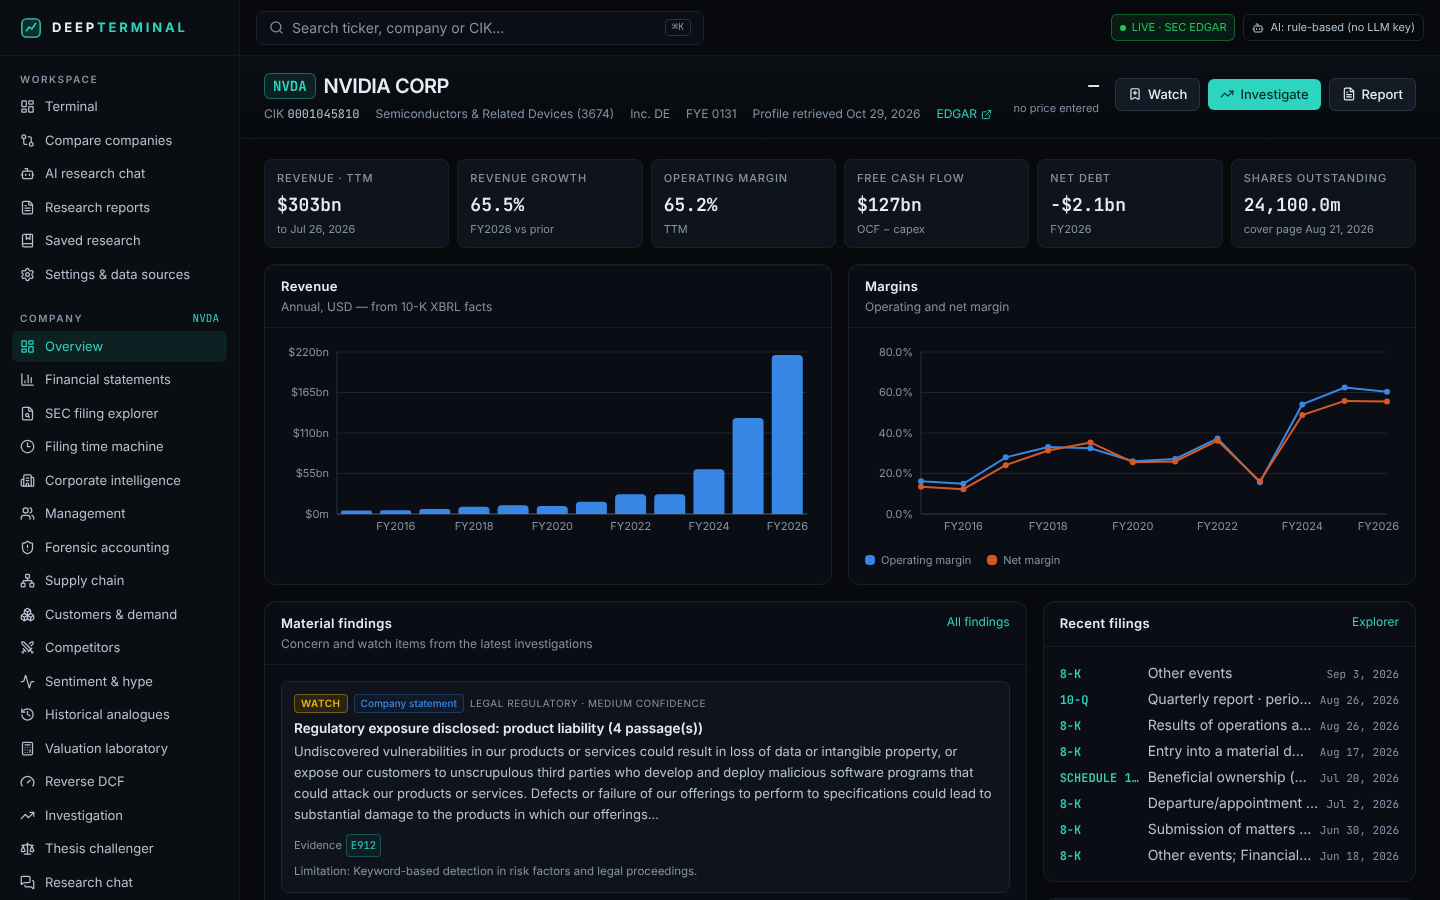 DEEPTERMINAL
Search ticker, company or CIK...
⌘K
LIVE · SEC EDGAR
AI: rule-based (no LLM key)
WORKSPACE
Terminal
Compare companies
AI research chat
Research reports
Saved research
Settings & data sources
COMPANY NVDA
Overview
Financial statements
SEC filing explorer
Filing time machine
Corporate intelligence
Management
Forensic accounting
Supply chain
Customers & demand
Competitors
Sentiment & hype
Historical analogues
Valuation laboratory
Reverse DCF
Investigation
Thesis challenger
Research chat
NVDA NVIDIA CORP
CIK 0001045810 Semiconductors & Related Devices (3674) Inc. DE FYE 0131 Profile retrieved Oct 29, 2026 EDGAR
—
no price entered
Watch
Investigate
Report
REVENUE · TTM
$303bn
to Jul 26, 2026
REVENUE GROWTH
65.5%
FY2026 vs prior
OPERATING MARGIN
65.2%
TTM
FREE CASH FLOW
$127bn
OCF − capex
NET DEBT
-$2.1bn
FY2026
SHARES OUTSTANDING
24,100.0m
cover page Aug 21, 2026
Revenue
Annual, USD — from 10-K XBRL facts
$220bn
$165bn
$110bn
$55bn
$0m
FY2016 FY2018 FY2020 FY2022 FY2024 FY2026
Margins
Operating and net margin
80.0%
60.0%
40.0%
20.0%
0.0%
FY2016 FY2018 FY2020 FY2022 FY2024 FY2026
Operating margin Net margin
Material findings
All findings
Concern and watch items from the latest investigations
WATCH Company statement LEGAL REGULATORY · MEDIUM CONFIDENCE
Regulatory exposure disclosed: product liability (4 passage(s))
Undiscovered vulnerabilities in our products or services could result in loss of data or intangible property, or
expose our customers to unscrupulous third parties who develop and deploy malicious software programs that
could attack our products or services. Defects or failure of our offerings to perform to specifications could lead to
substantial damage to the products in which our offerings…
Evidence E912
Limitation: Keyword-based detection in risk factors and legal proceedings.
Recent filings
Explorer
8-K Other events Sep 3, 2026
10-Q Quarterly report · perio… Aug 26, 2026
8-K Results of operations a… Aug 26, 2026
8-K Entry into a material d… Aug 17, 2026
SCHEDULE 1… Beneficial ownership (… Jul 20, 2026
8-K Departure/appointment … Jul 2, 2026
8-K Submission of matters … Jun 30, 2026
8-K Other events; Financial… Jun 18, 2026